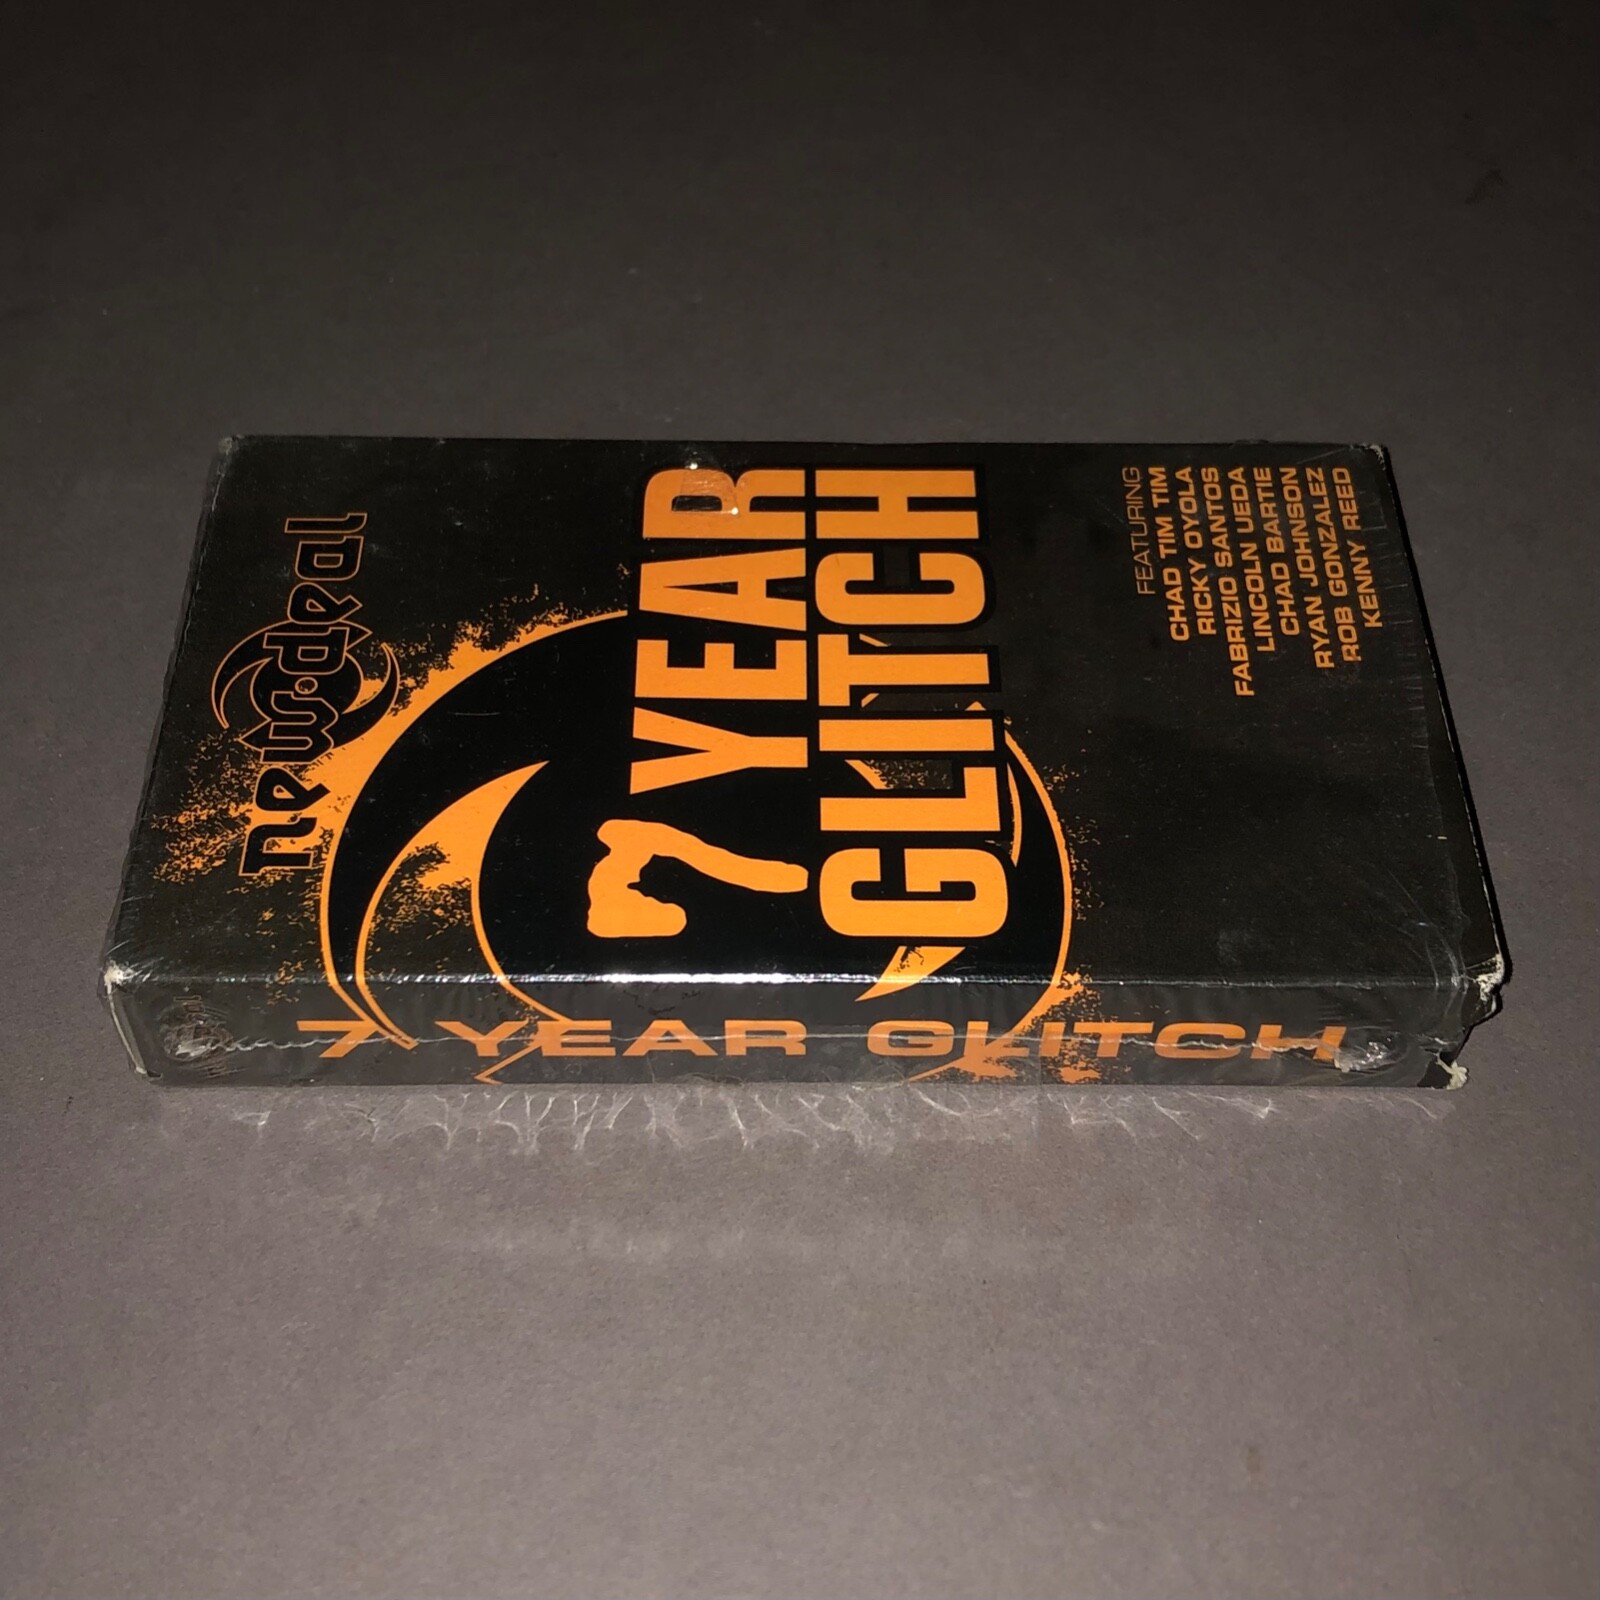 new·deal
7 YEAR
GLITCH
FEATURING
CHAD TIM TIM
RICKY OYOLA
FABRIZIO SANTOS
LINCOLN UEDA
CHAD BARTIE
RYAN JOHNSON
ROB GONZALEZ
KENNY REED
7 YEAR GLITCH